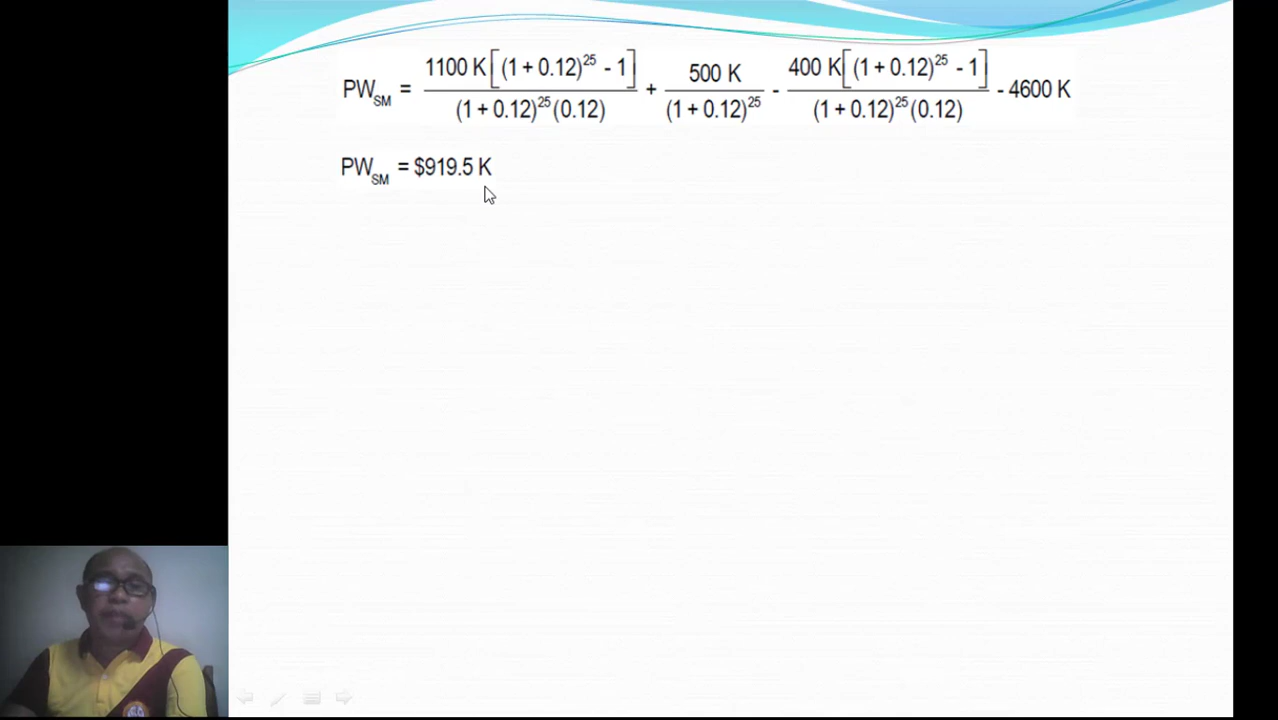 PW_SM = 1100 K[(1 + 0.12)^25 - 1] / (1 + 0.12)^25 (0.12) + 500 K / (1 + 0.12)^25 - 400 K[(1 + 0.12)^25 - 1] / (1 + 0.12)^25 (0.12) - 4600 K
PW_SM = $919.5 K